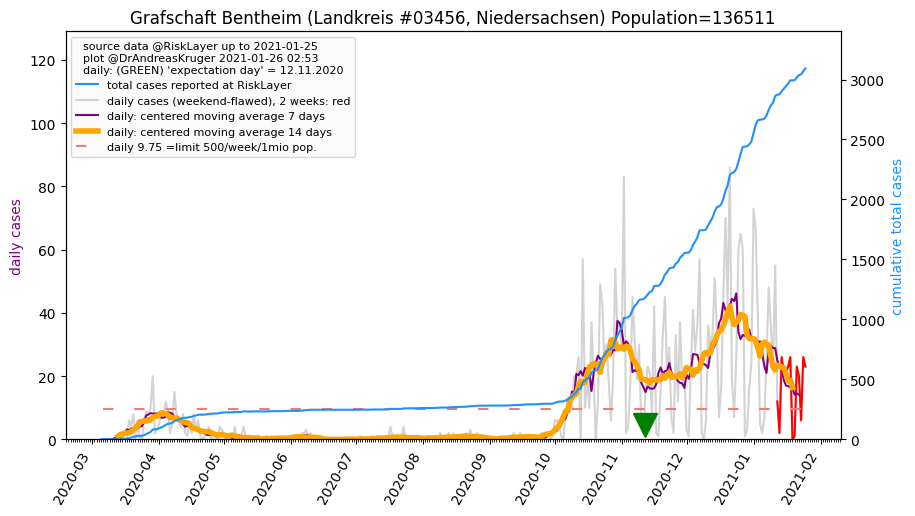 Grafschaft Bentheim (Landkreis #03456, Niedersachsen) Population=136511
source data @RiskLayer up to 2021-01-25
plot @DrAndreasKruger 2021-01-26 02:53
daily: (GREEN) 'expectation day' = 12.11.2020
total cases reported at RiskLayer
daily cases (weekend-flawed), 2 weeks: red
daily: centered moving average 7 days
daily: centered moving average 14 days
daily 9.75 =limit 500/week/1mio pop.
daily cases
120
100
80
60
40
20
0
cumulative total cases
3000
2500
2000
1500
1000
500
0
2020-03
2020-04
2020-05
2020-06
2020-07
2020-08
2020-09
2020-10
2020-11
2020-12
2021-01
2021-02